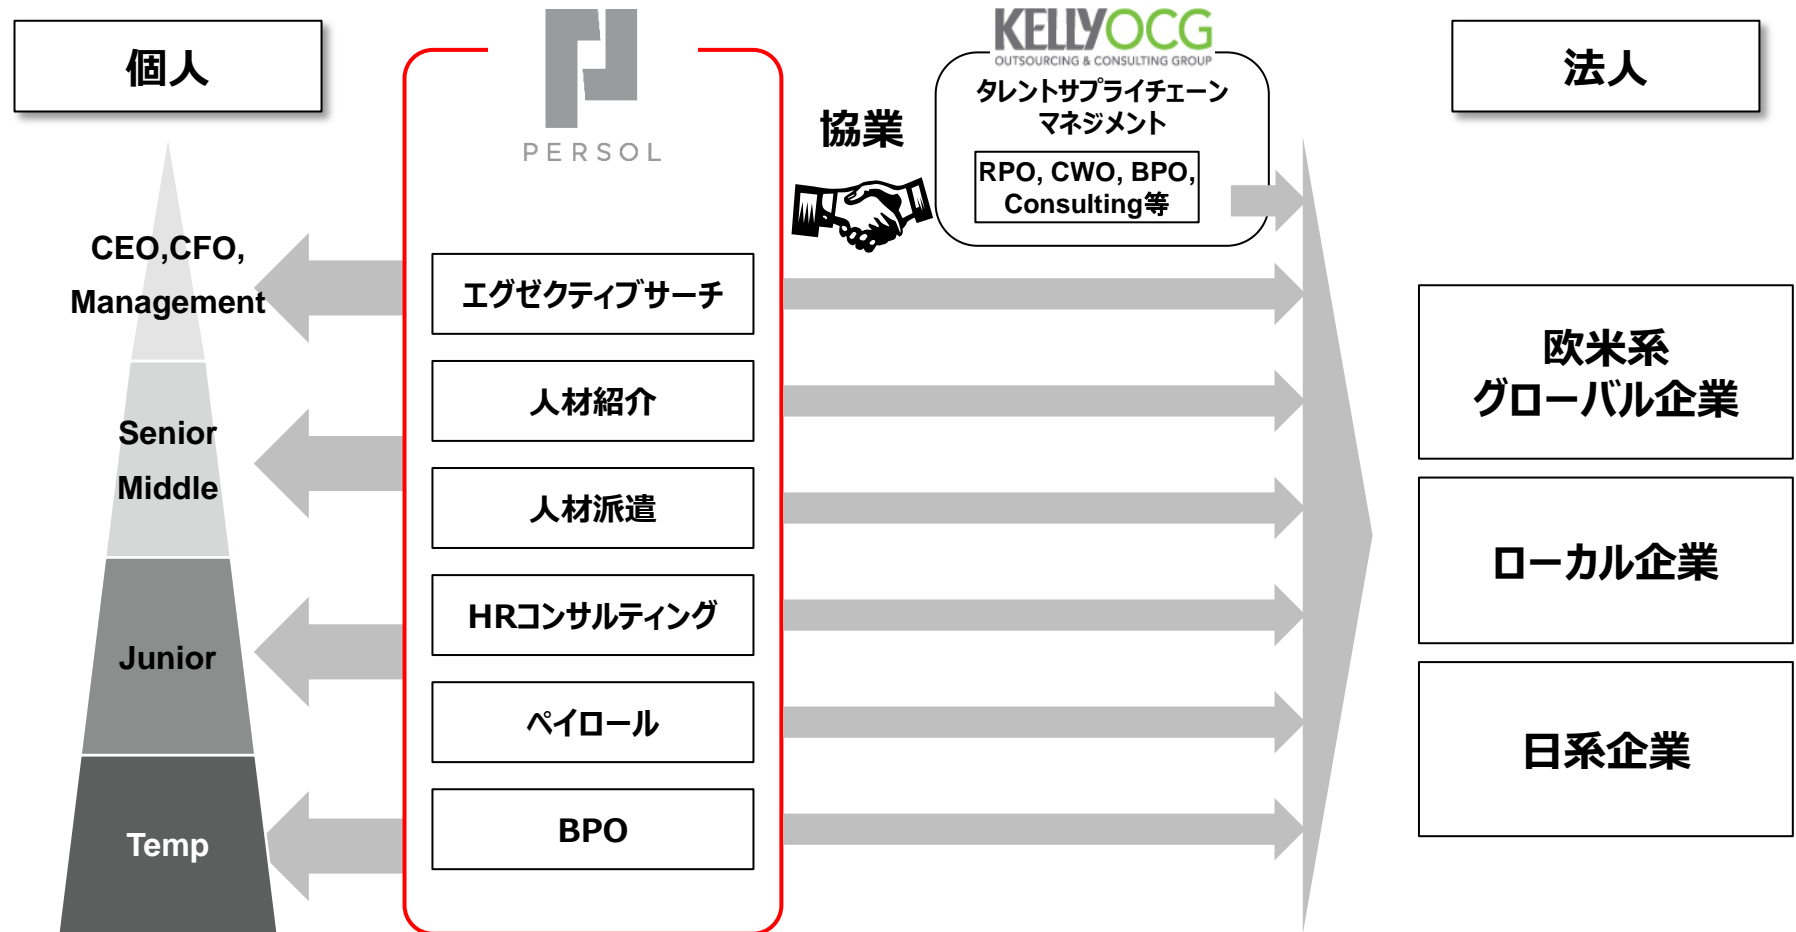 個人
PERSOL
KELLYOCG
OUTSOURCING & CONSULTING GROUP
タレントサプライチェーン
マネジメント
RPO, CWO, BPO,
Consulting等
協業
法人
CEO,CFO,
Management
Senior
Middle
Junior
Temp
エグゼクティブサーチ
人材紹介
人材派遣
HRコンサルティング
ペイロール
BPO
欧米系
グローバル企業
ローカル企業
日系企業